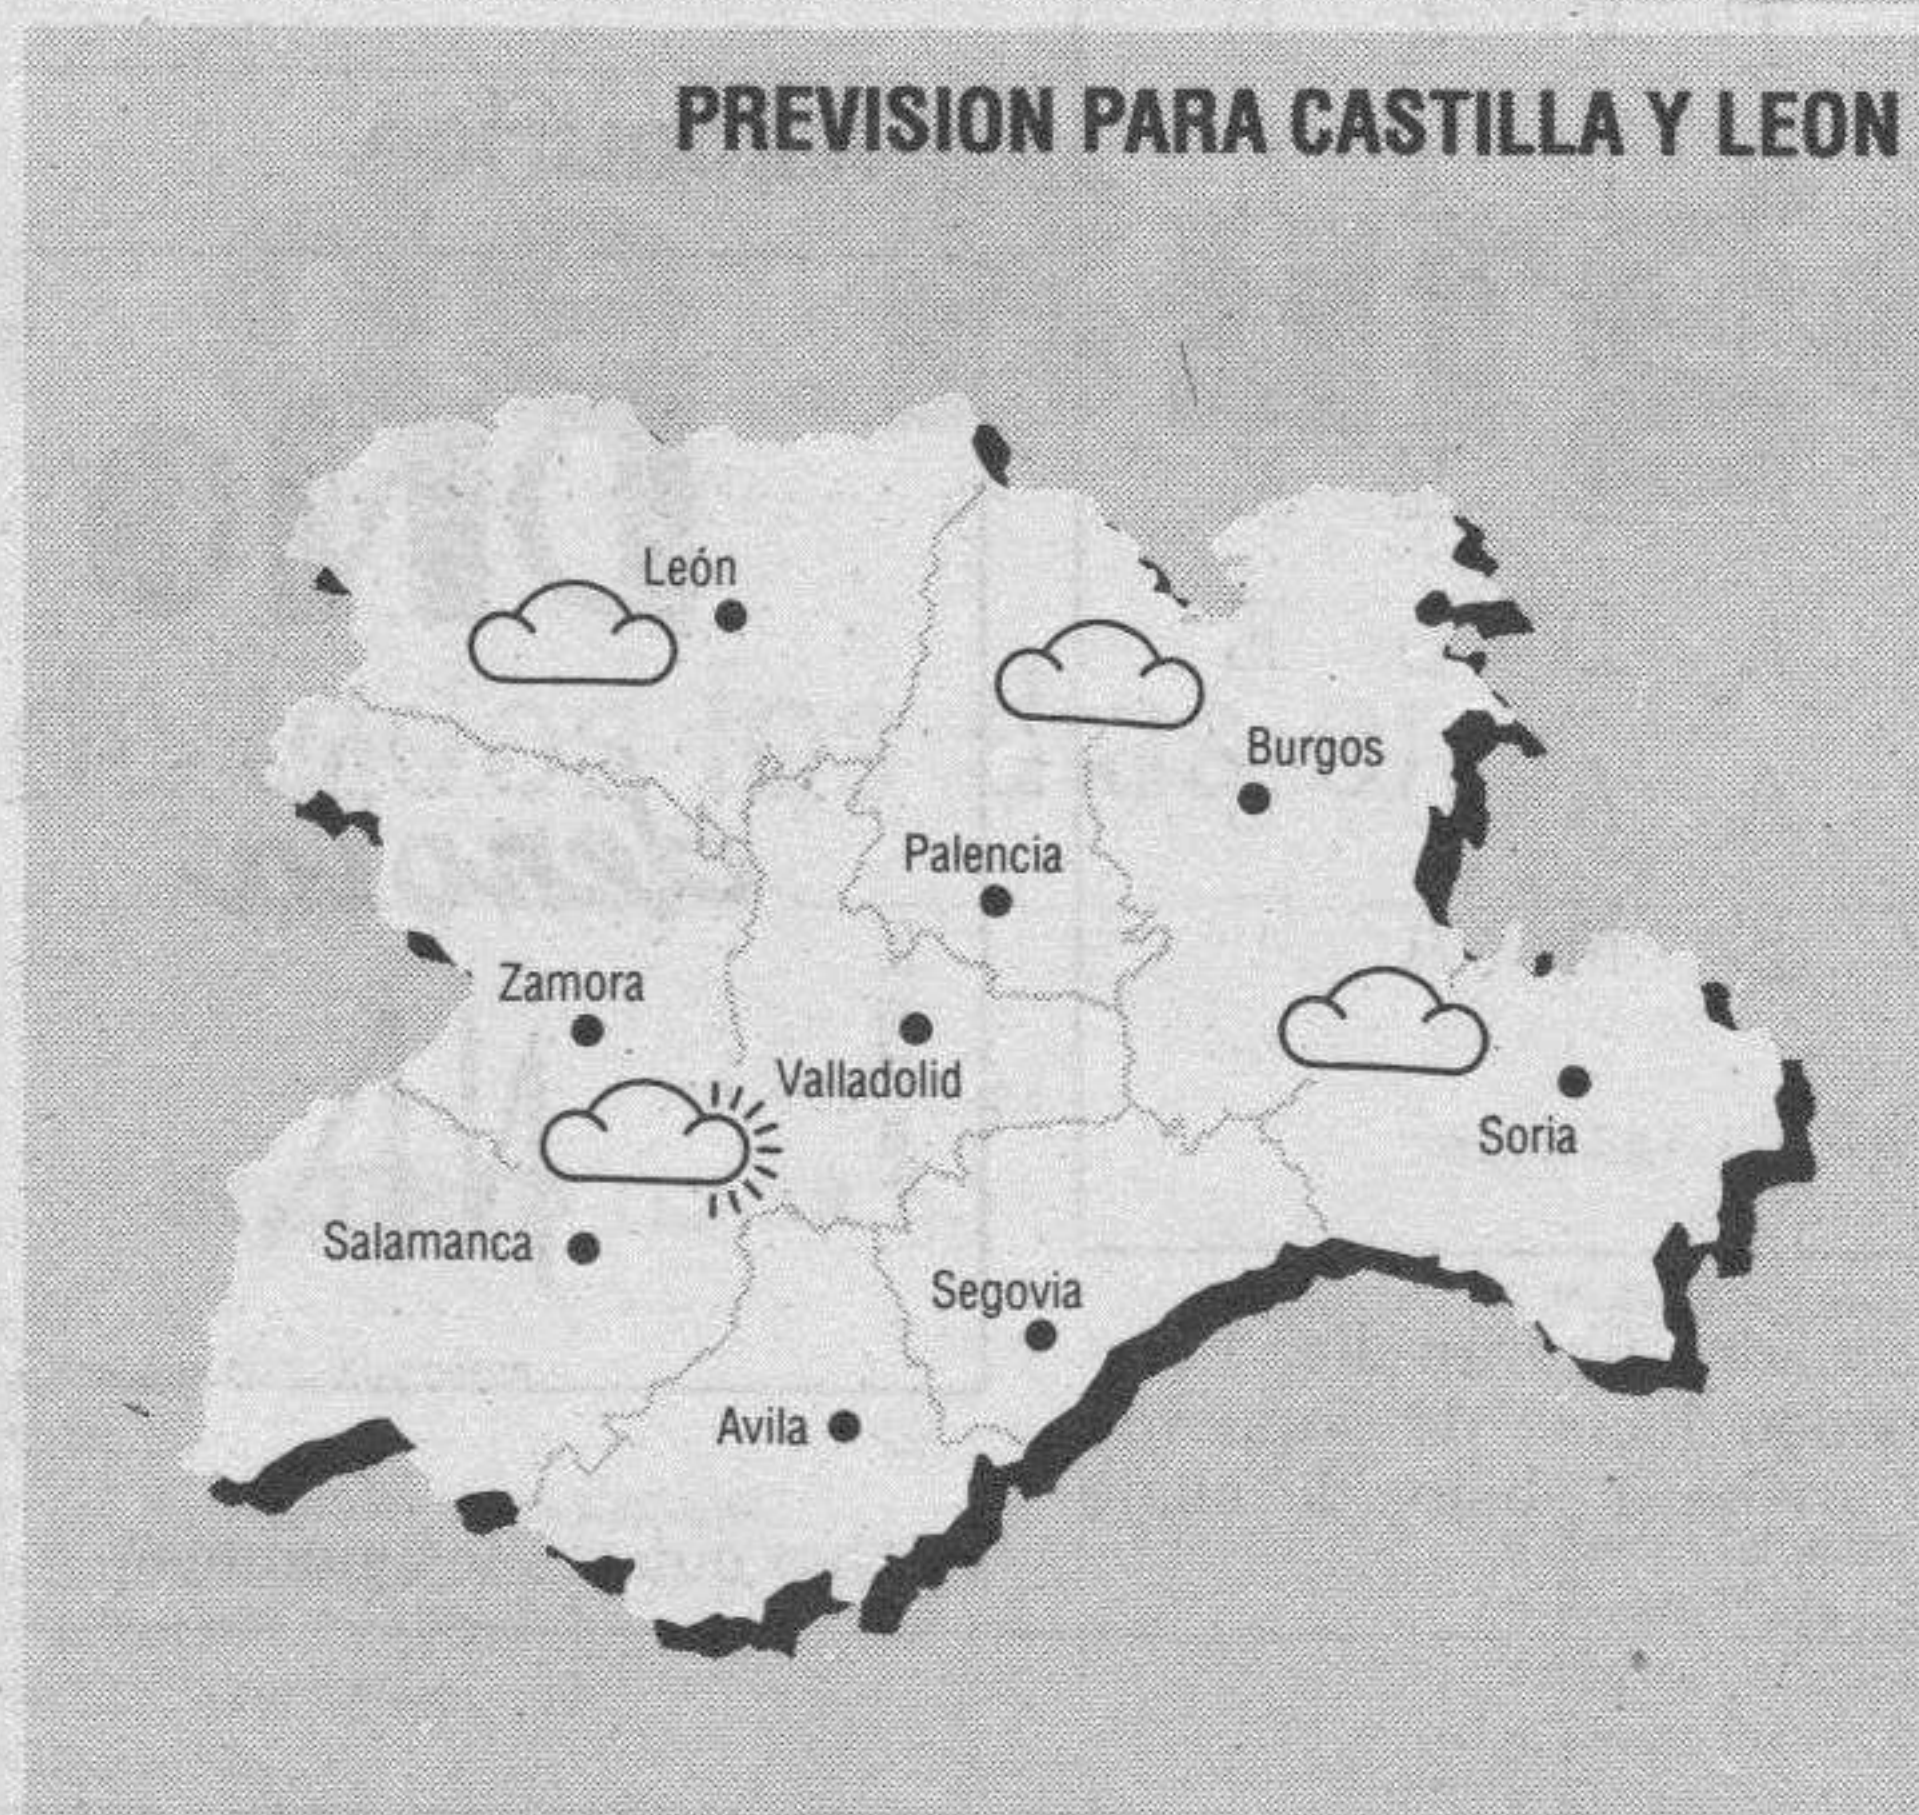 PREVISION PARA CASTILLA Y LEON
León
Burgos
Palencia
Zamora
Valladolid
Soria
Salamanca
Segovia
Avila